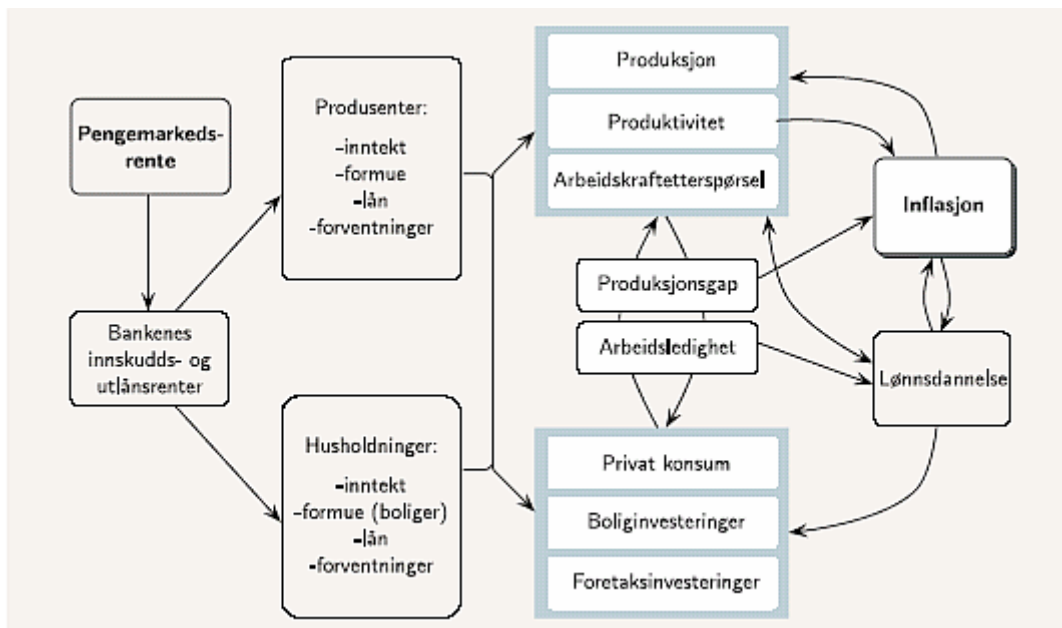 Pengemarkeds-
rente
Bankenes
innskudds- og
utlånsrenter
Produsenter:
-inntekt
-formue
-lån
-forventninger
Husholdninger:
-inntekt
-formue (boliger)
-lån
-forventninger
Produksjon
Produktivitet
Arbeidskraftetterspørsel
Produksjonsgap
Arbeidsledighet
Privat konsum
Boliginvesteringer
Foretaksinvesteringer
Inflasjon
Lønnsdannelse